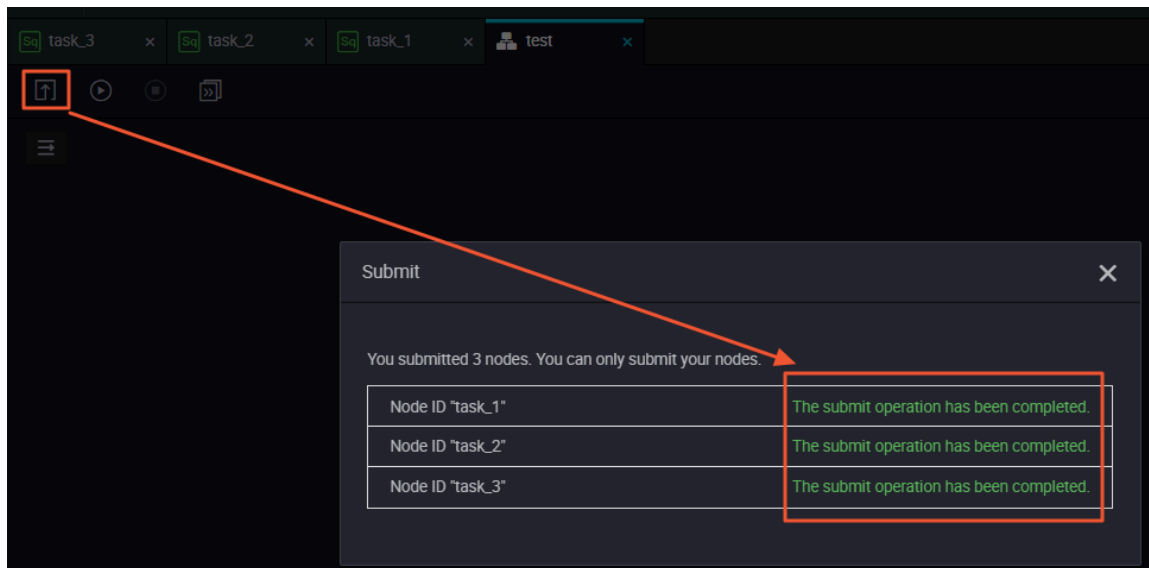 Sq task_3 × Sq task_2 × Sq task_1 × test ×
Submit
You submitted 3 nodes. You can only submit your nodes.
Node ID "task_1" The submit operation has been completed.
Node ID "task_2" The submit operation has been completed.
Node ID "task_3" The submit operation has been completed.